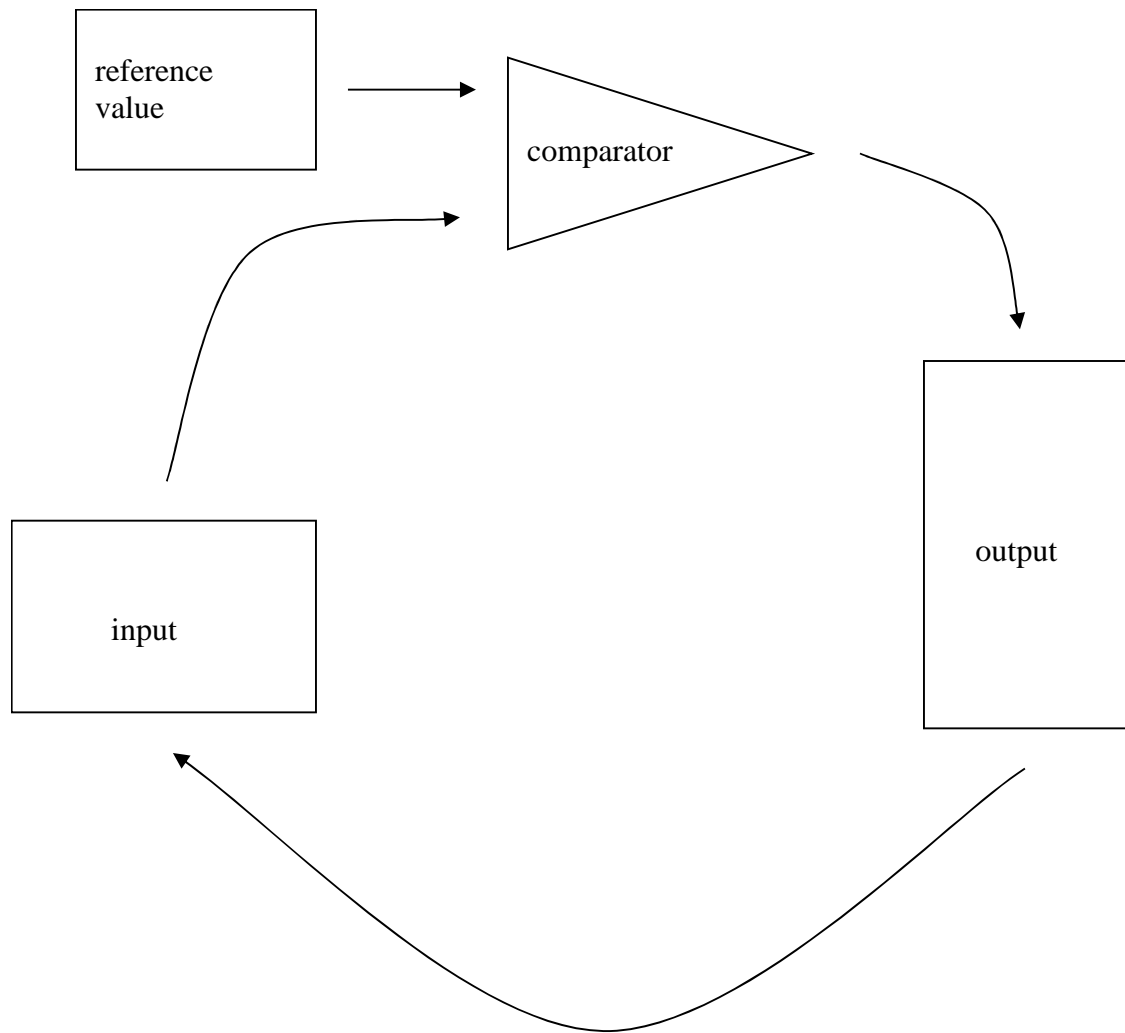 reference
value
comparator
output
input